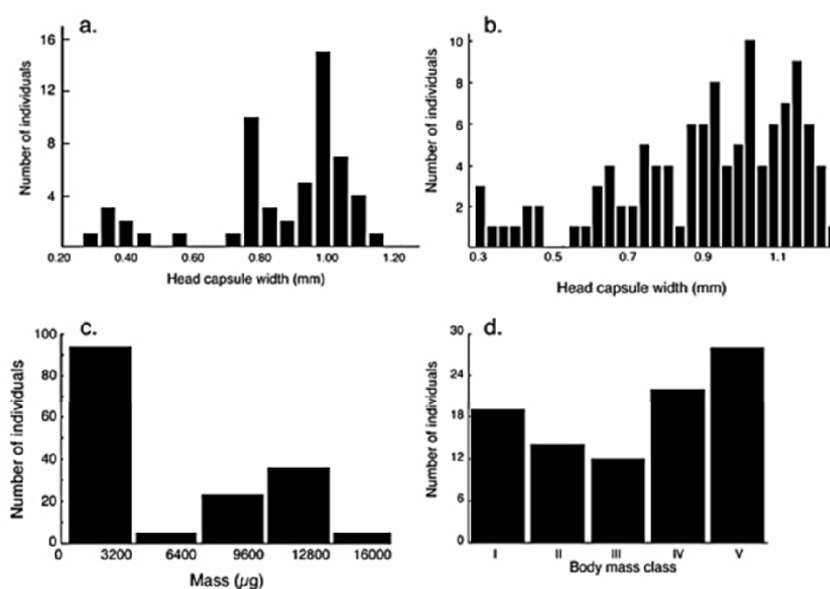 a.
Number of individuals
16
12
8
4
0.20 0.40 0.60 0.80 1.00 1.20
Head capsule width (mm)
b.
Number of individuals
10
8
6
4
2
0.3 0.5 0.7 0.9 1.1
Head capsule width (mm)
c.
Number of individuals
100
80
60
40
20
0
3200 6400 9600 12800 16000
Mass (µg)
d.
Number of individuals
30
24
18
12
6
0
I II III IV V
Body mass class